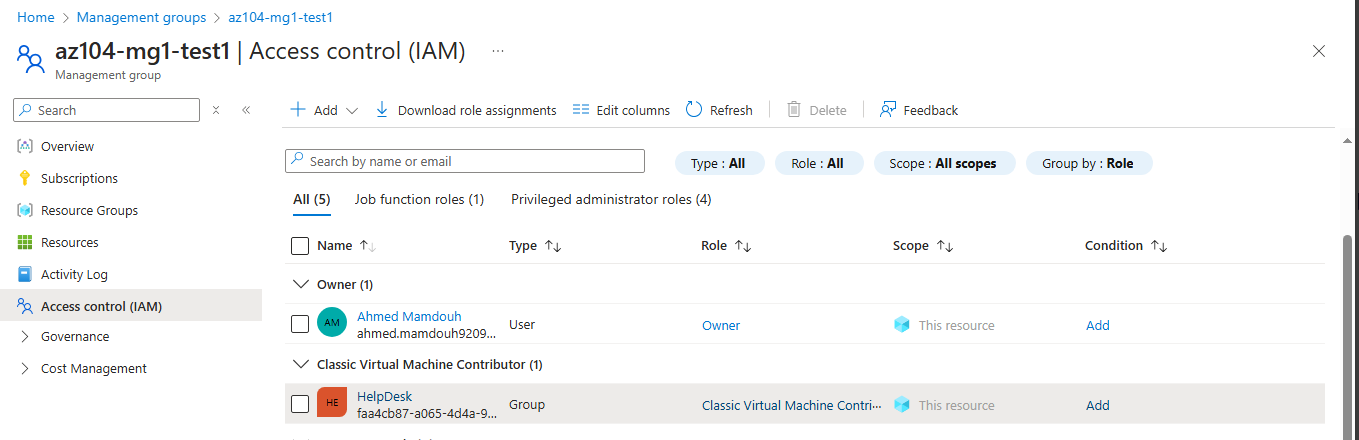 Home > Management groups > az104-mg1-test1
az104-mg1-test1 | Access control (IAM) ...
Management group
Search
Add
Download role assignments
Edit columns
Refresh
Delete
Feedback
Overview
Subscriptions
Resource Groups
Resources
Activity Log
Access control (IAM)
Governance
Cost Management
Search by name or email
Type : All
Role : All
Scope : All scopes
Group by : Role
All (5) Job function roles (1) Privileged administrator roles (4)
Name Type Role Scope Condition
Owner (1)
AM Ahmed Mamdouh User Owner This resource Add
ahmed.mamdouh9209...
Classic Virtual Machine Contributor (1)
HE HelpDesk Group Classic Virtual Machine Contri... This resource Add
faa4cb87-a065-4d4a-9...